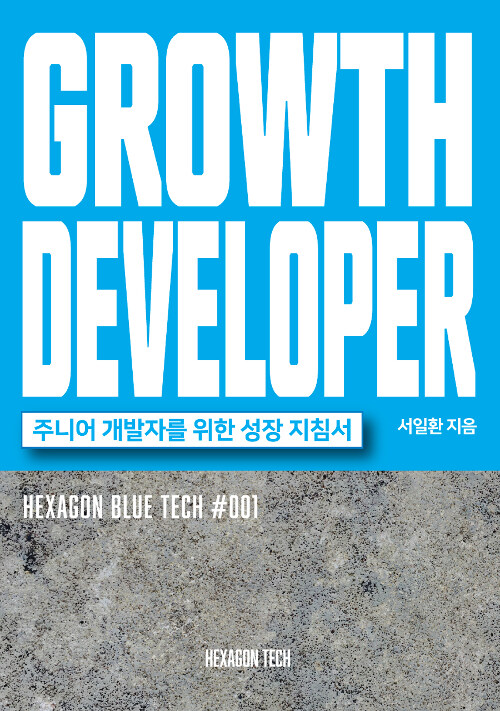 GROWTH
DEVELOPER
주니어 개발자를 위한 성장 지침서
서일환 지음
HEXAGON BLUE TECH #001
HEXAGON TECH